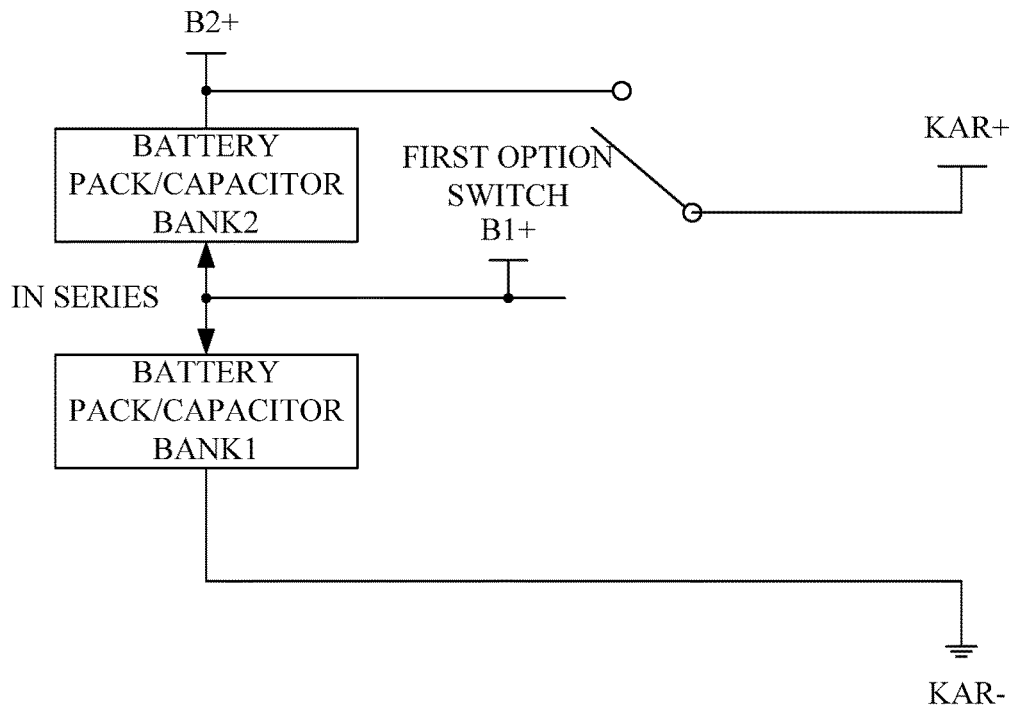 B2+
BATTERY
PACK/CAPACITOR
BANK2
FIRST OPTION
SWITCH
B1+
KAR+
IN SERIES
BATTERY
PACK/CAPACITOR
BANK1
KAR-